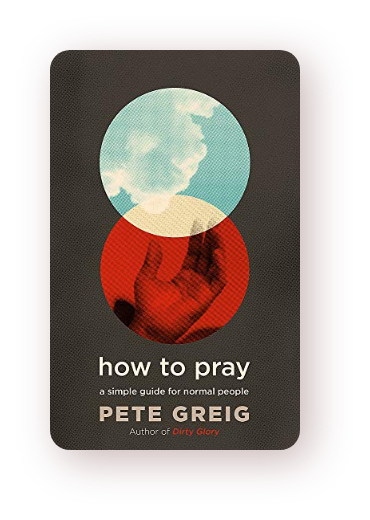 how to pray
a simple guide for normal people
PETE GREIG
Author of Dirty Glory